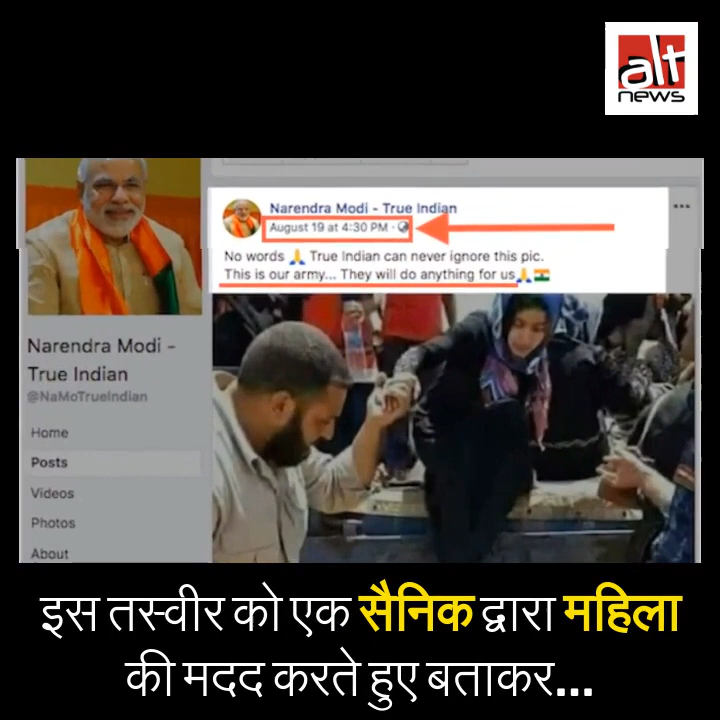 alt
news
Narendra Modi - True Indian
August 19 at 4:30 PM ·
No words 🙏 True Indian can never ignore this pic.
This is our army... They will do anything for us🙏🇮🇳
Narendra Modi -
True Indian
@NaMoTrueIndian
Home
Posts
Videos
Photos
About
इस तस्वीर को एक सैनिक द्वारा महिला
की मदद करते हुए बताकर...